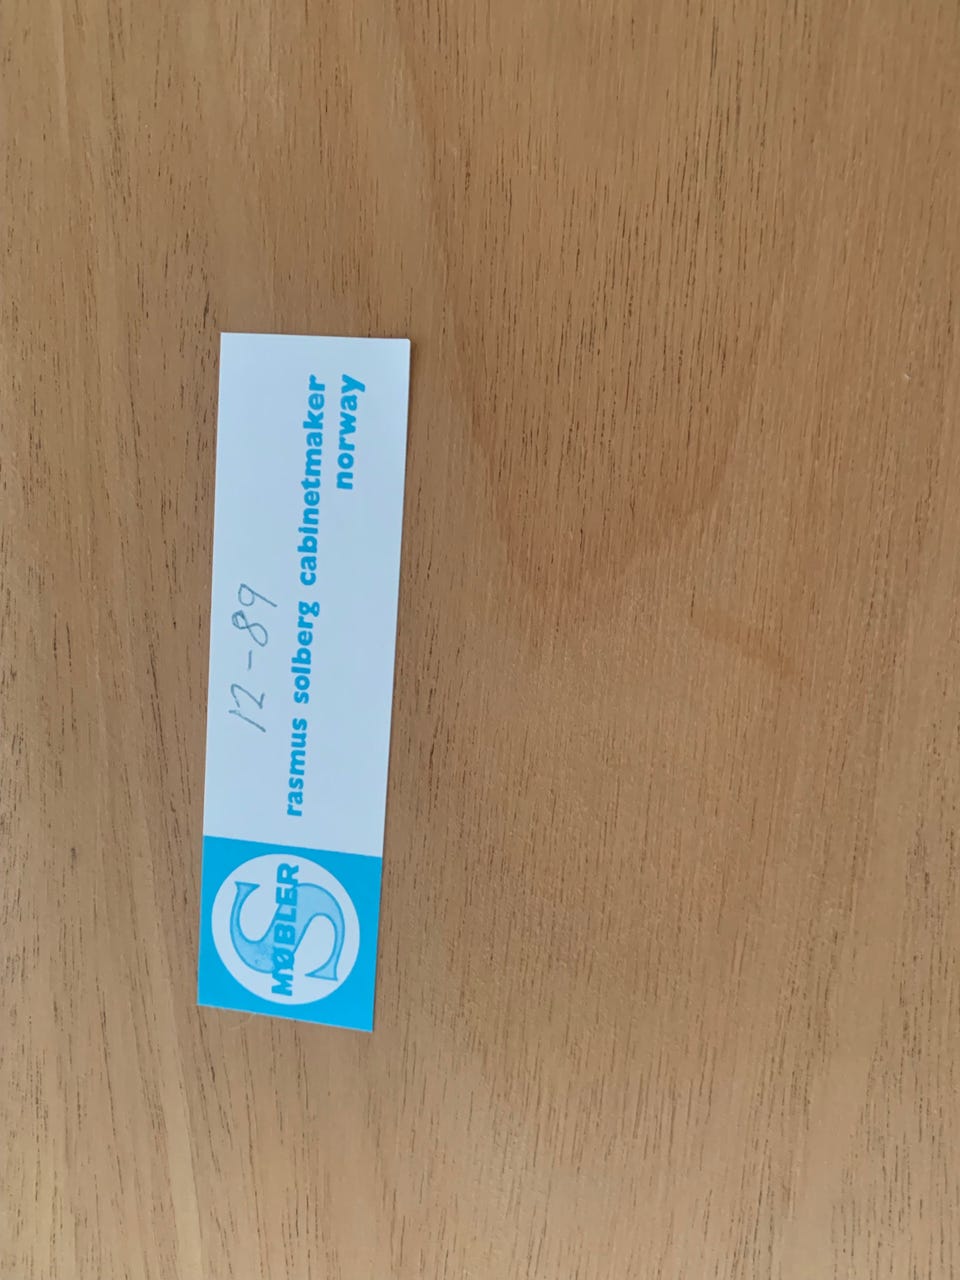 12-89
rasmus solberg cabinetmaker
norway
S
MØBLER